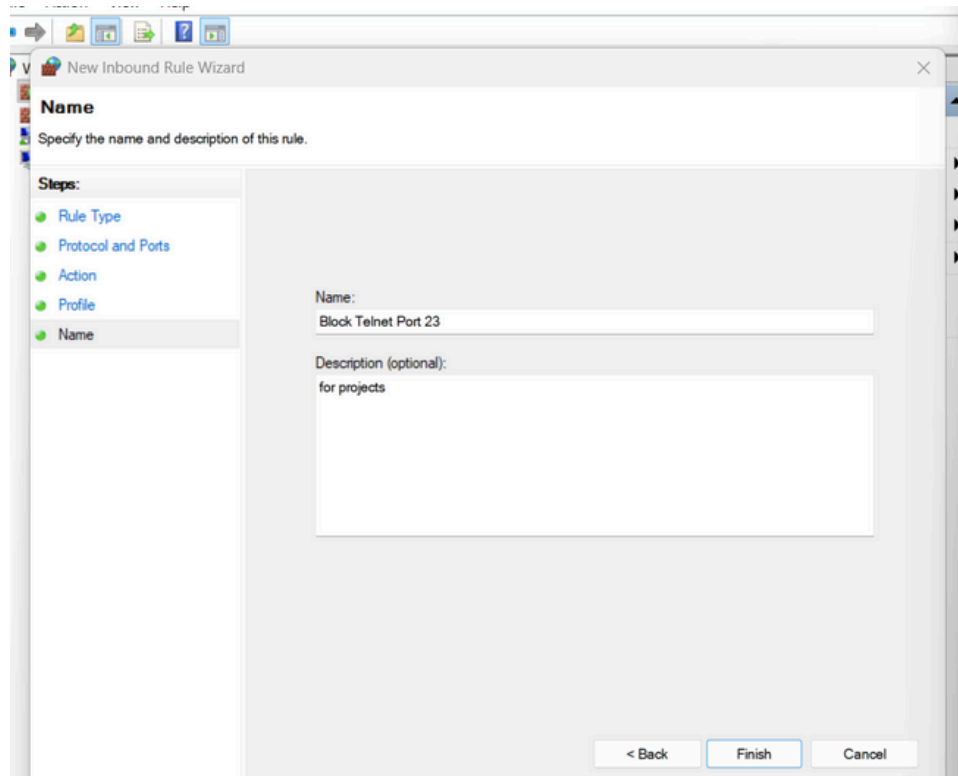 New Inbound Rule Wizard
Name
Specify the name and description of this rule.
Steps:
Rule Type
Protocol and Ports
Action
Profile
Name
Name:
Block Telnet Port 23
Description (optional):
for projects
< Back Finish Cancel